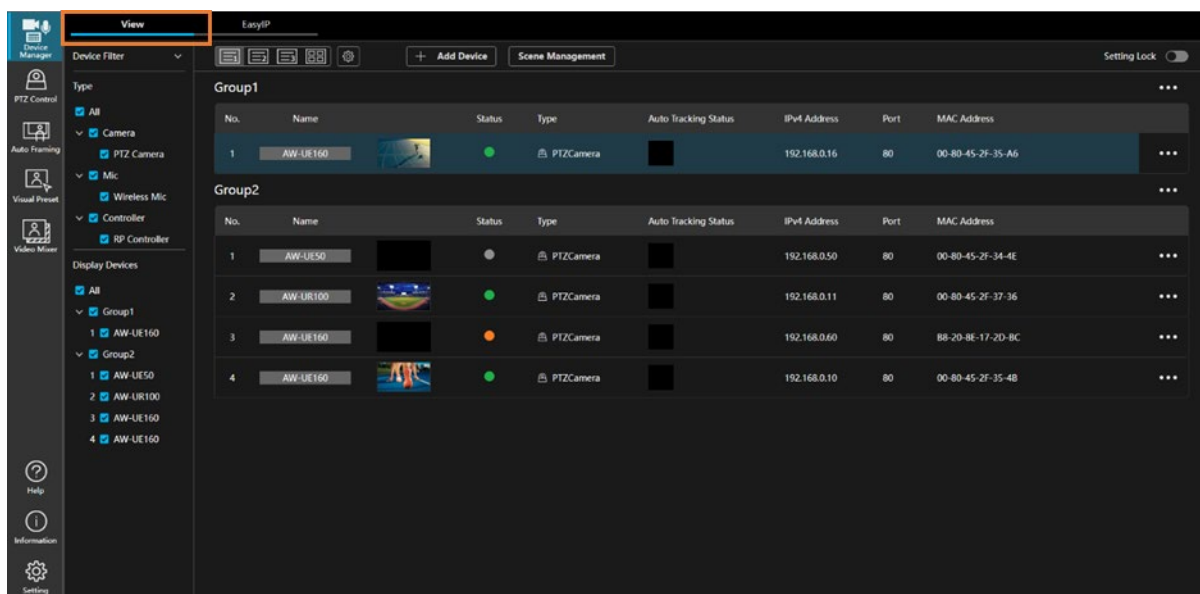 View EasyIP
Device Manager
PTZ Control
Auto Framing
Visual Preset
Video Mixer
Help
Information
Setting
Device Filter
Type
All
Camera
PTZ Camera
Mic
Wireless Mic
Controller
RP Controller
Display Devices
All
Group1
1 AW-UE160
Group2
1 AW-UE50
2 AW-UR100
3 AW-UE160
4 AW-UE160
1 2 3 + Add Device Scene Management Setting Lock
Group1
No. Name Status Type Auto Tracking Status IPv4 Address Port MAC Address
1 AW-UE160 PTZCamera 192.168.0.16 80 00-80-45-2F-35-A6
Group2
No. Name Status Type Auto Tracking Status IPv4 Address Port MAC Address
1 AW-UE50 PTZCamera 192.168.0.50 80 00-80-45-2F-34-4E
2 AW-UR100 PTZCamera 192.168.0.11 80 00-80-45-2F-37-36
3 AW-UE160 PTZCamera 192.168.0.60 80 B8-20-8E-17-2D-BC
4 AW-UE160 PTZCamera 192.168.0.10 80 00-80-45-2F-35-4B